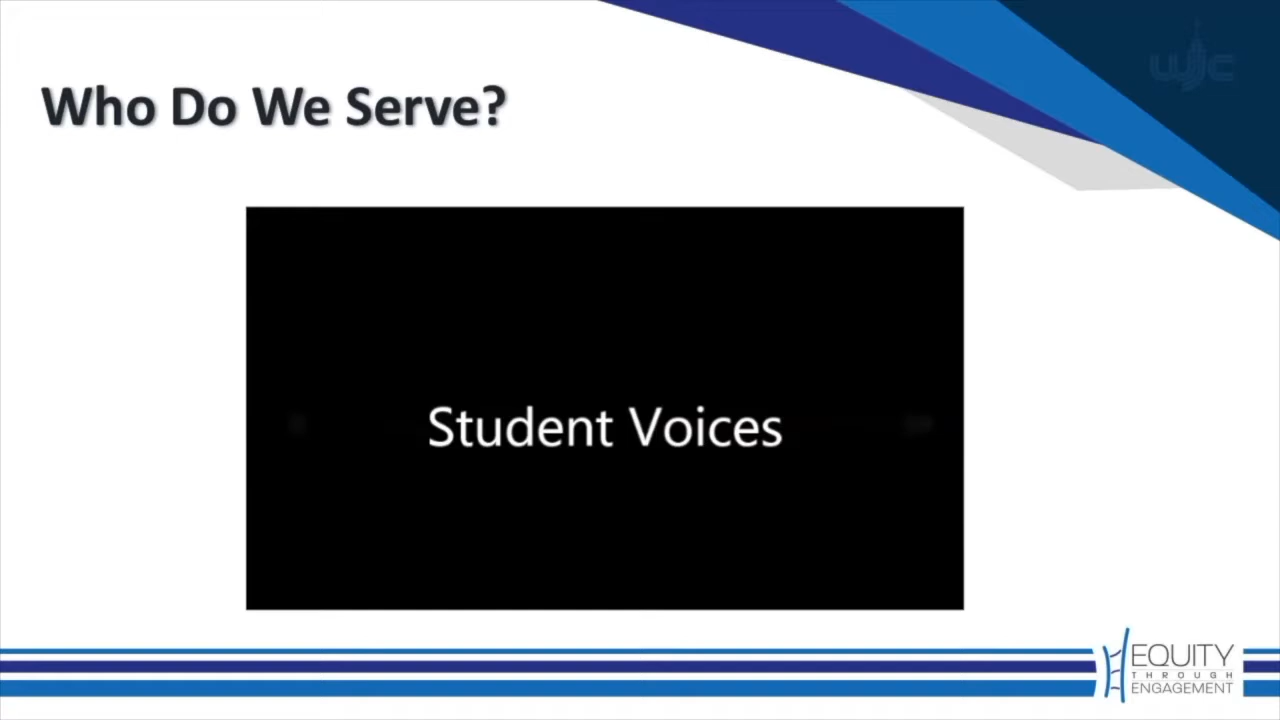 Who Do We Serve?
Student Voices
EQUITY
THROUGH
ENGAGEMENT